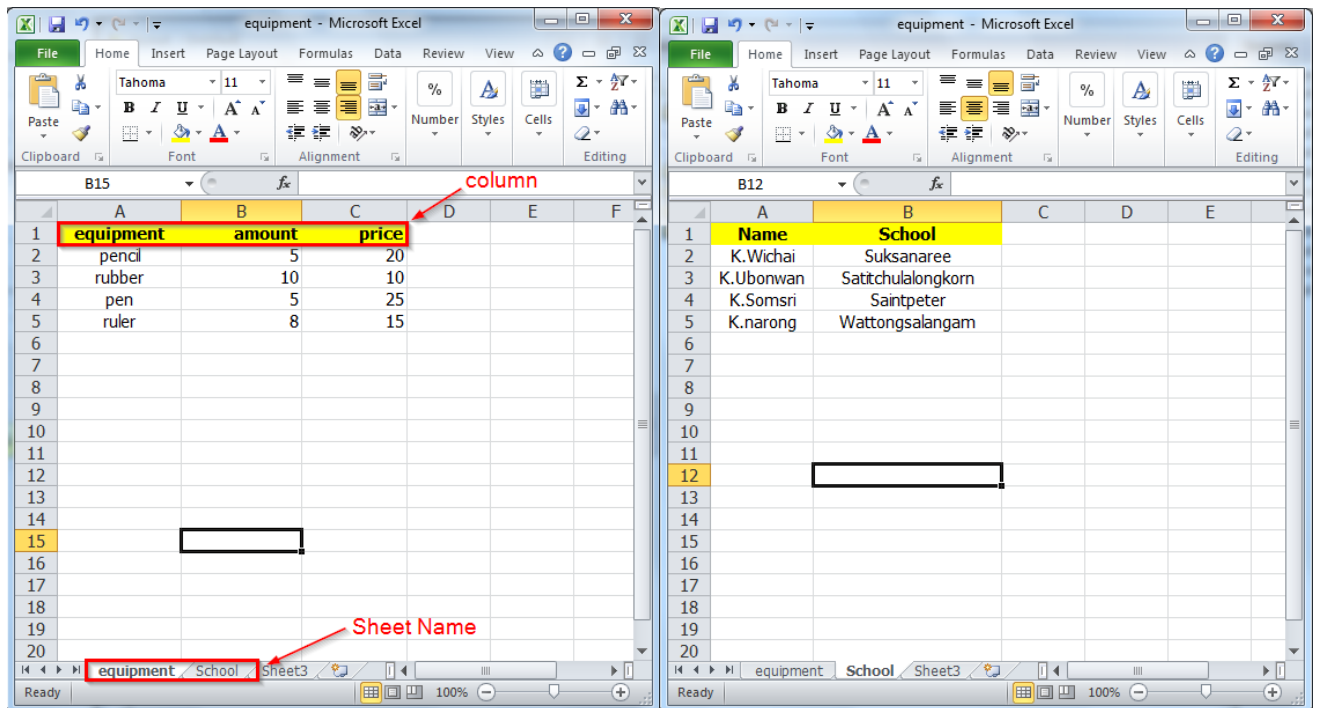 equipment - Microsoft Excel
File Home Insert Page Layout Formulas Data Review View
Tahoma 11
Paste B I U A A % Number Styles Cells Σ
Clipboard Font Alignment Editing
B15 fx
column
A B C D E F
1 equipment amount price
2 pencil 5 20
3 rubber 10 10
4 pen 5 25
5 ruler 8 15
6
7
8
9
10
11
12
13
14
15
16
17
18
19
Sheet Name
20
equipment School Sheet3
Ready 100%
equipment - Microsoft Excel
File Home Insert Page Layout Formulas Data Review View
Tahoma 11
Paste B I U A A % Number Styles Cells Σ
Clipboard Font Alignment Editing
B12 fx
A B C D E
1 Name School
2 K.Wichai Suksanaree
3 K.Ubonwan Satitchulalongkorn
4 K.Somsri Saintpeter
5 K.narong Wattongsalangam
6
7
8
9
10
11
12
13
14
15
16
17
18
19
20
equipment School Sheet3
Ready 100%